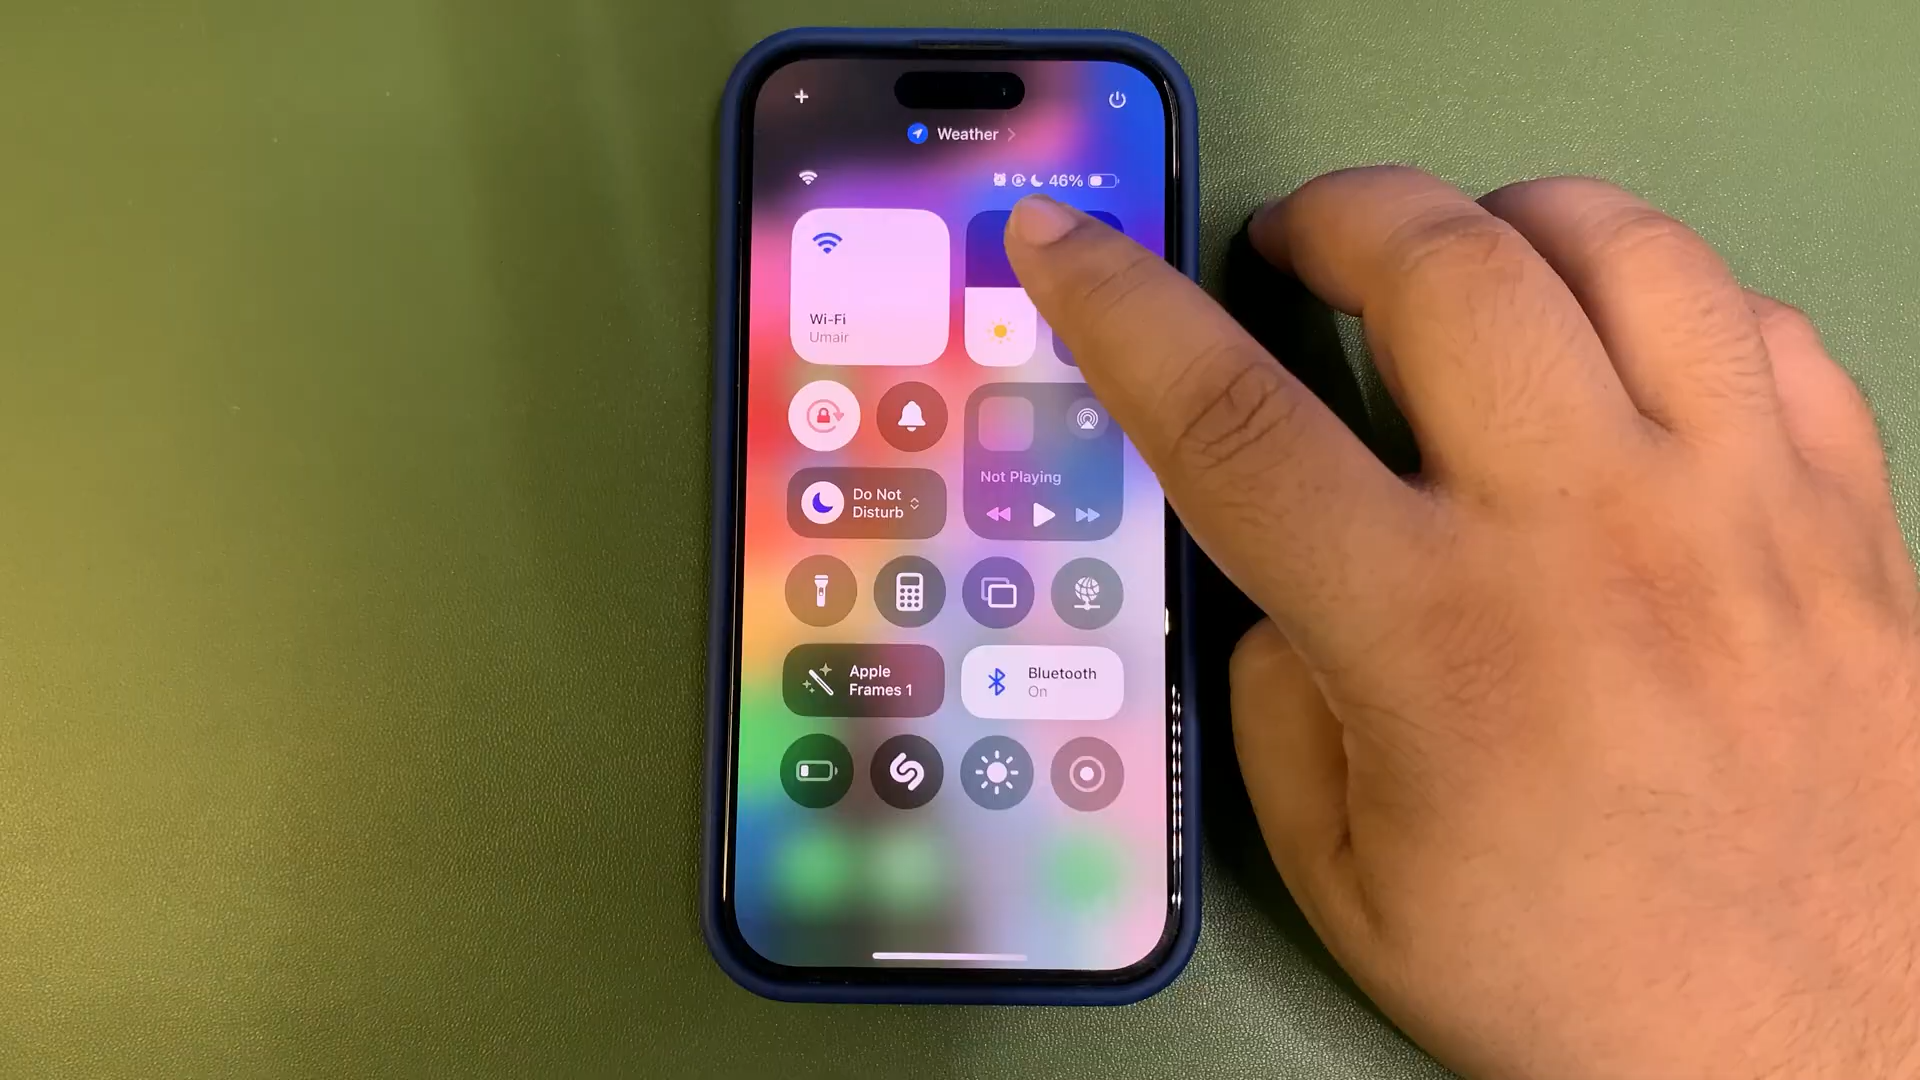 Weather
46%
Wi-Fi
Umair
Not Playing
Do Not
Disturb
Apple
Frames 1
Bluetooth
On